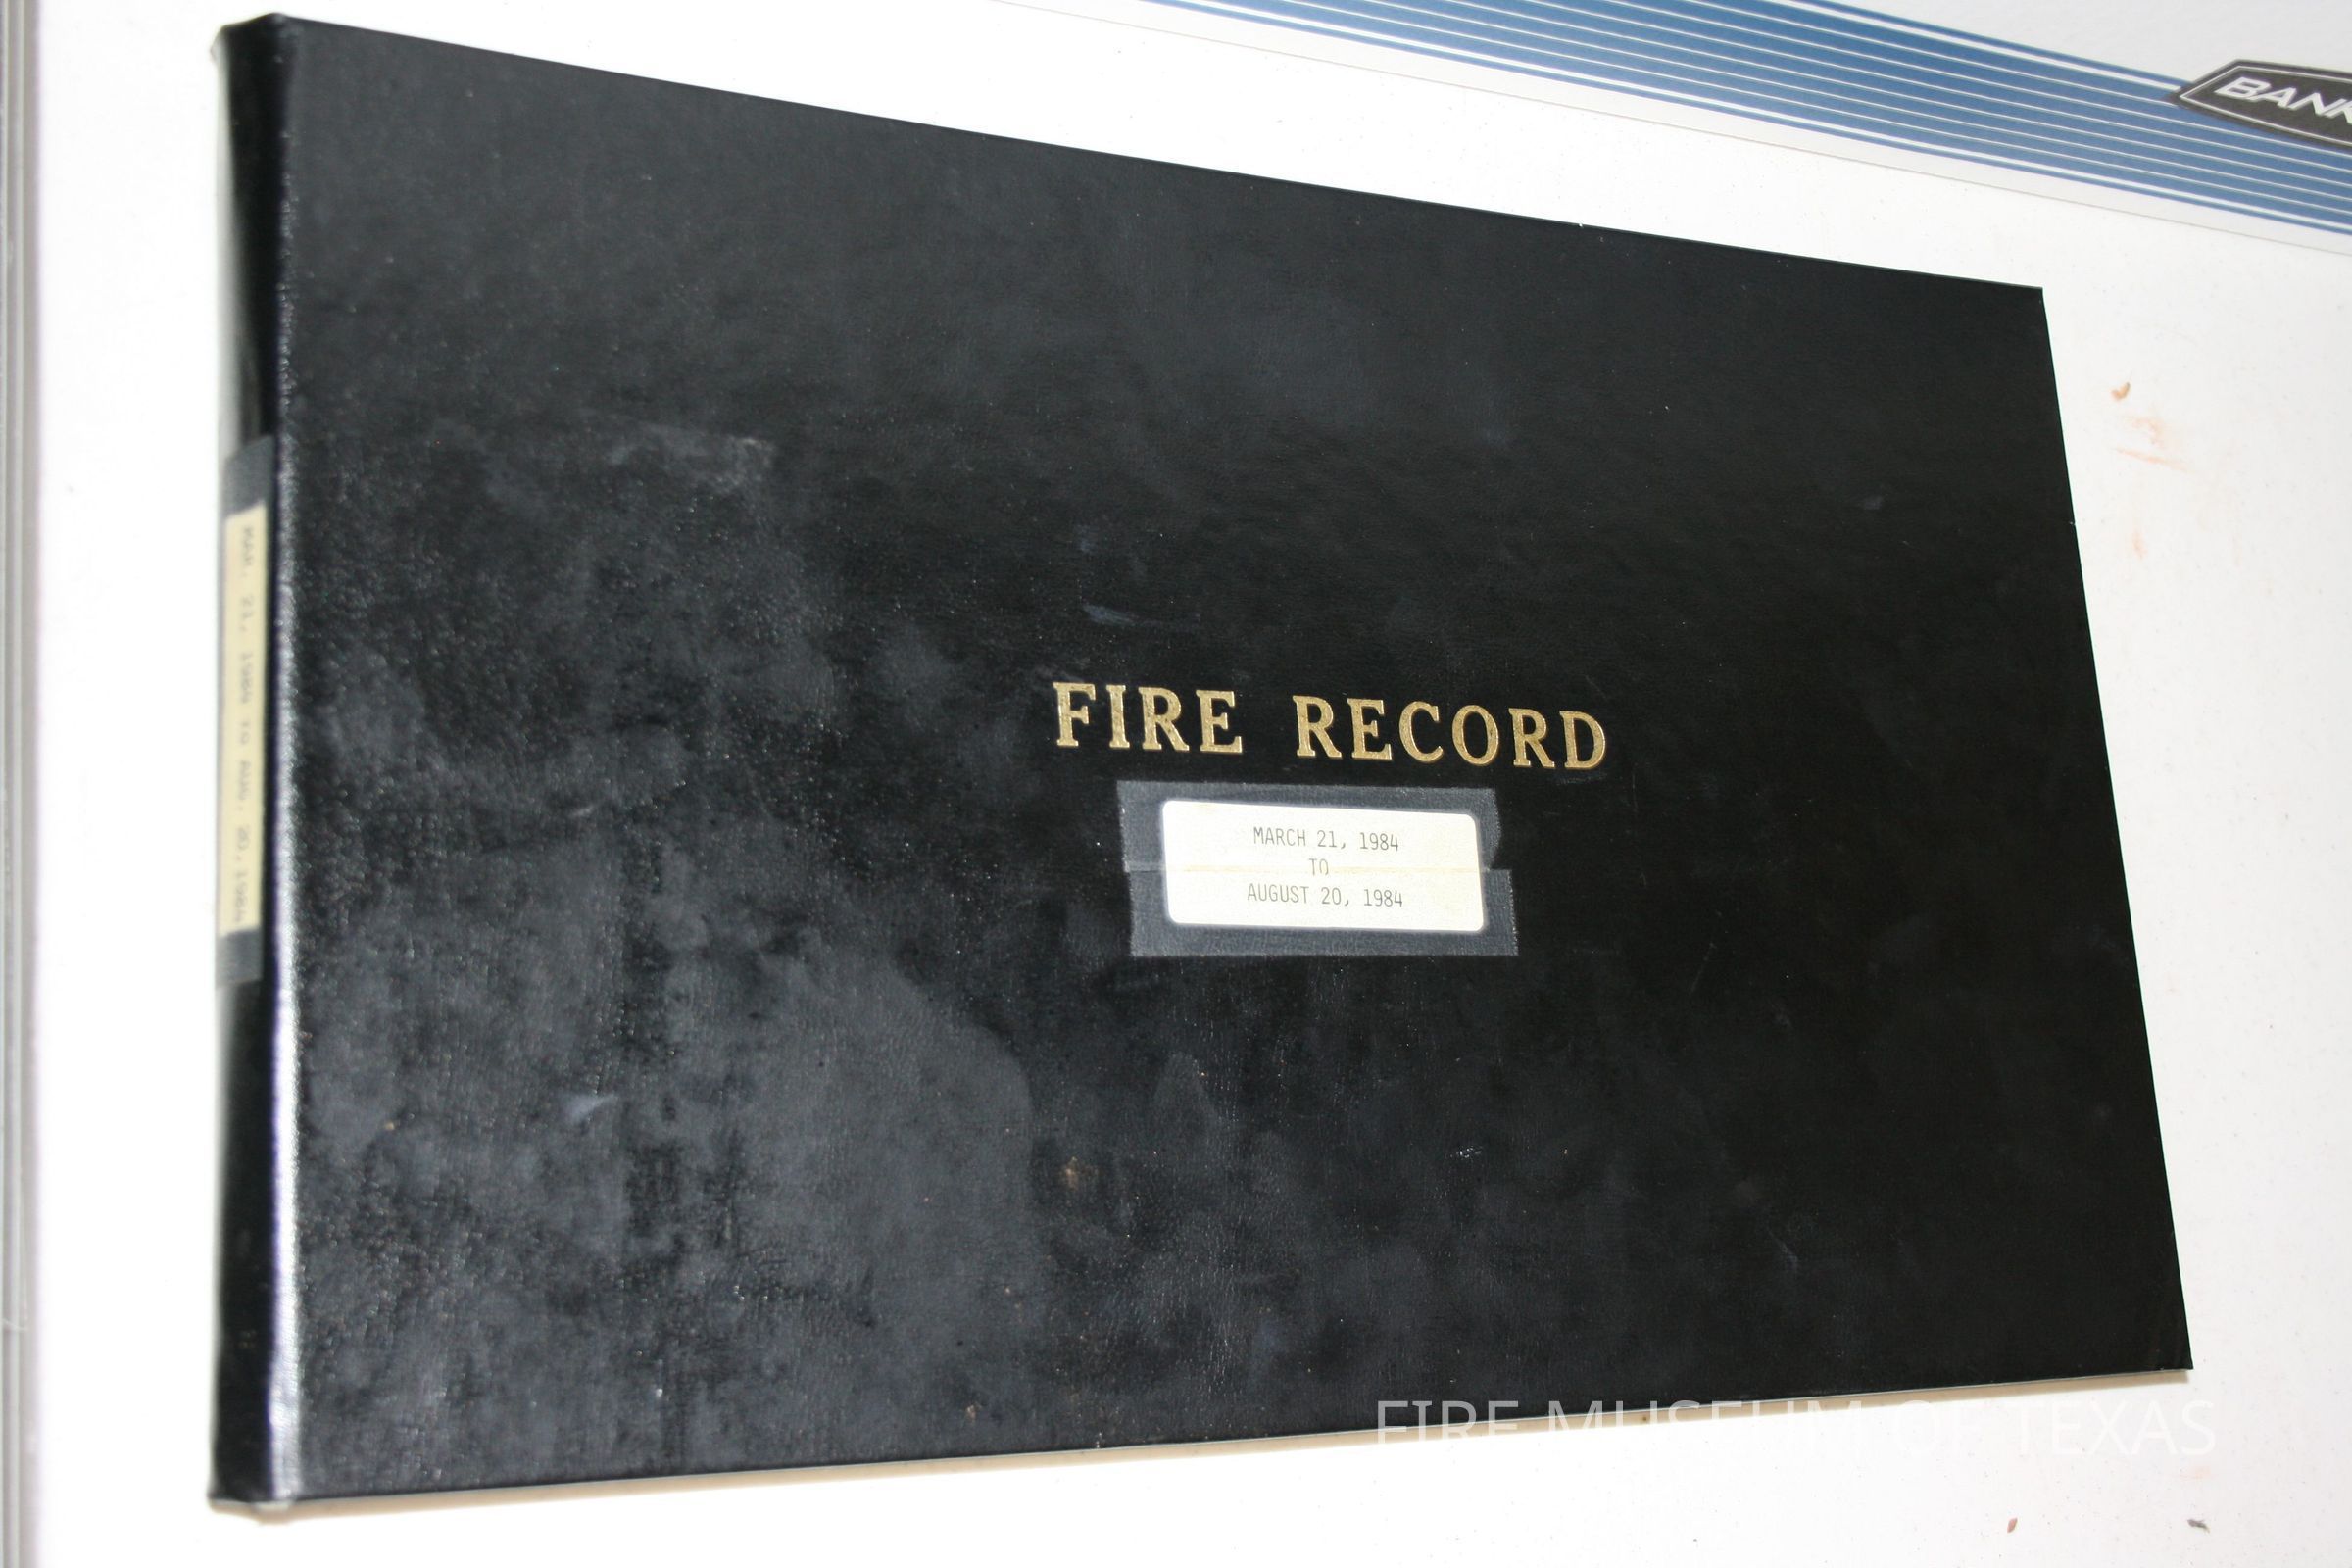 BANK
MAR. 21, 1984 TO AUG. 20, 1984
FIRE RECORD
MARCH 21, 1984
TO
AUGUST 20, 1984
FIRE MUSEUM OF TEXAS